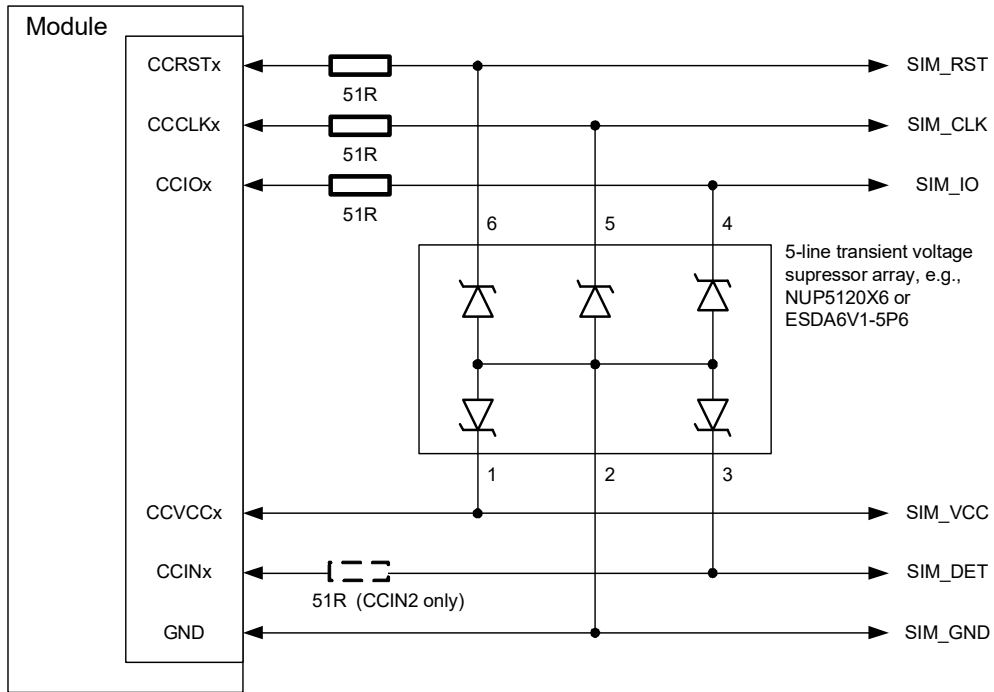 Module
CCRSTx
SIM_RST
51R
CCCLKx
SIM_CLK
51R
CCIOx
SIM_IO
51R
6
5
4
5-line transient voltage
supressor array, e.g.,
NUP5120X6 or
ESDA6V1-5P6
1
2
3
CCVCCx
SIM_VCC
CCINx
SIM_DET
51R (CCIN2 only)
GND
SIM_GND